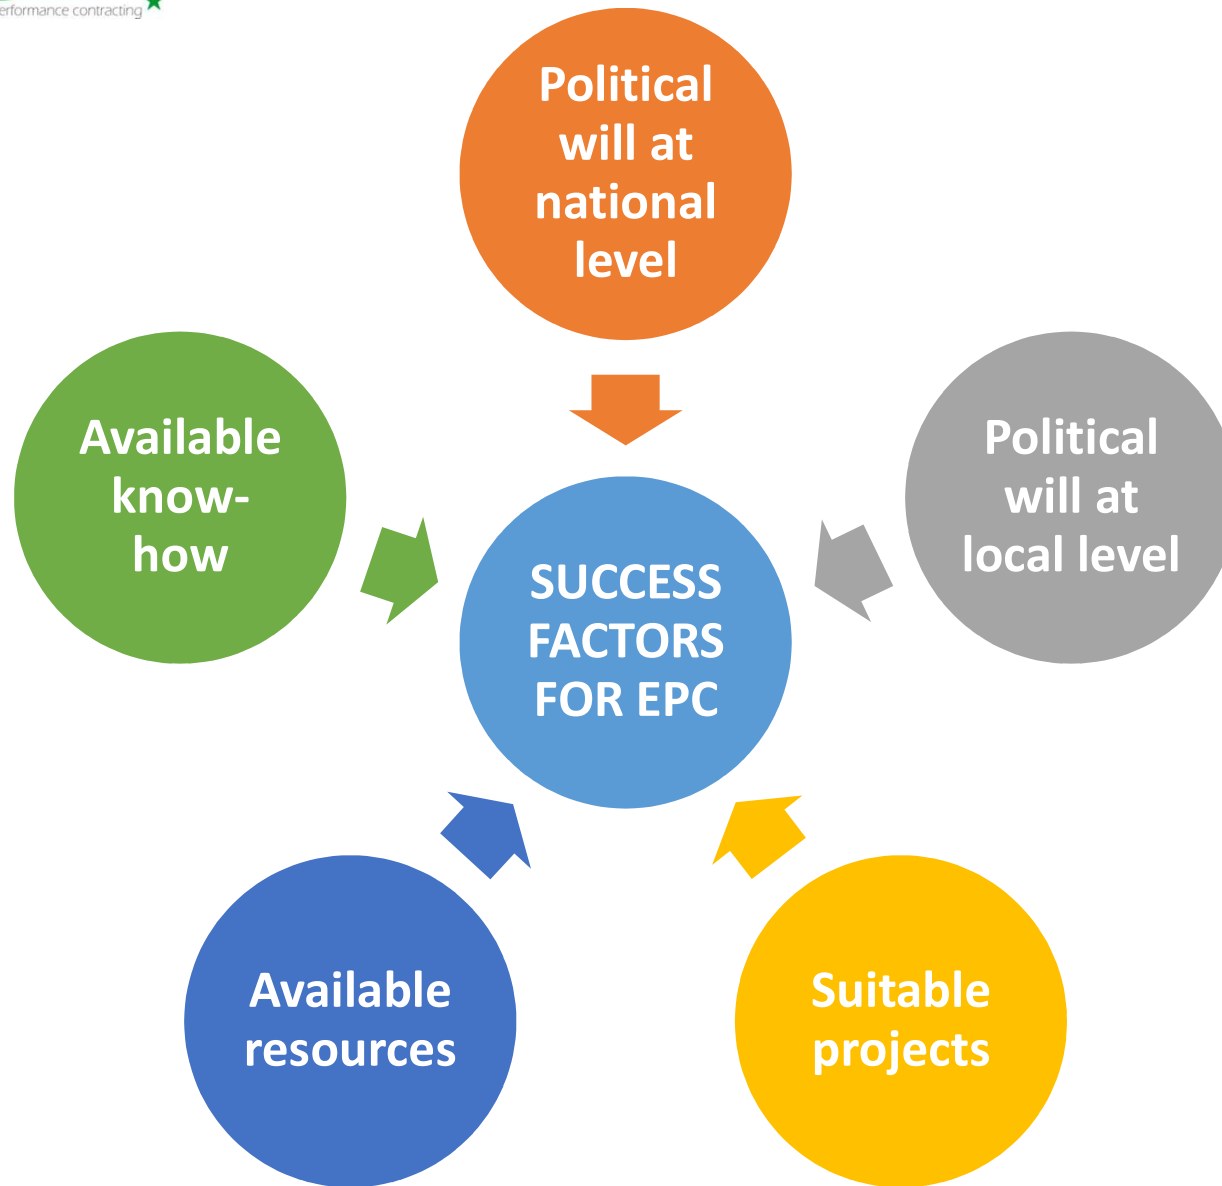 performance contracting
Political
will at
national
level
Available
know-
how
Political
will at
local level
SUCCESS
FACTORS
FOR EPC
Available
resources
Suitable
projects